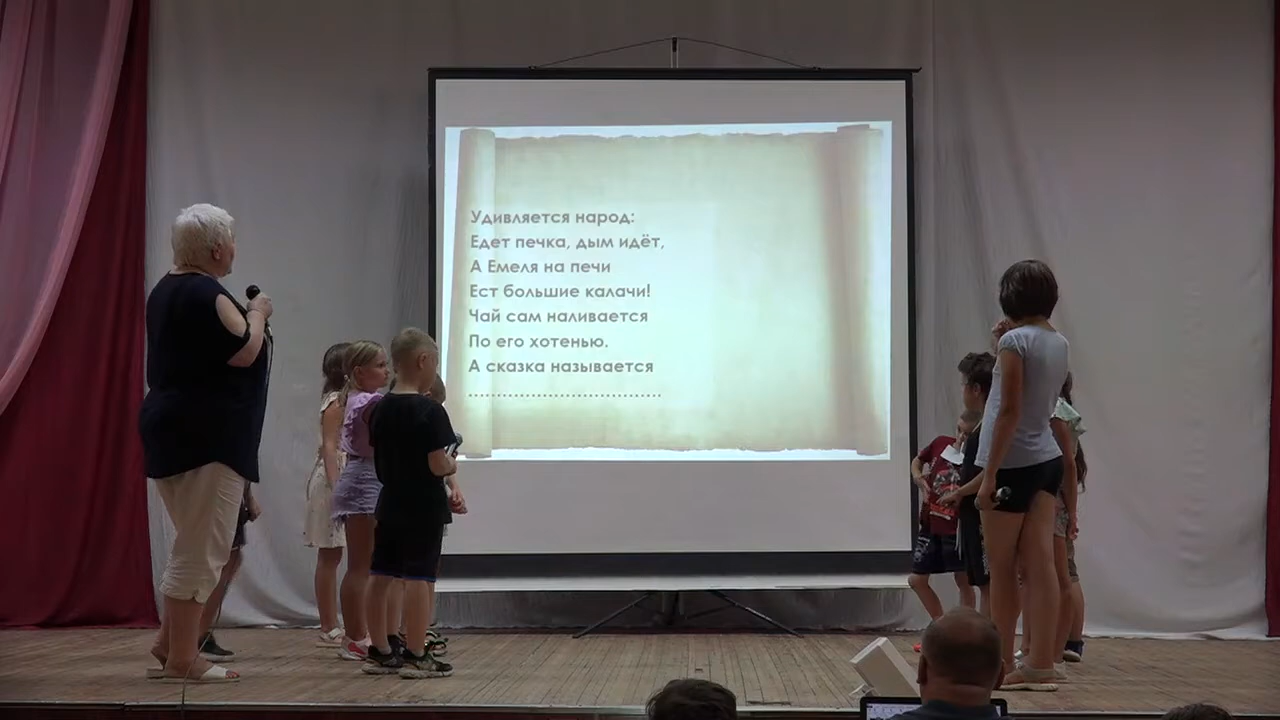 Удивляется народ:
Едет печка, дым идёт,
А Емеля на печи
Ест большие калачи!
Чай сам наливается
По его хотенью.
А сказка называется
..................................